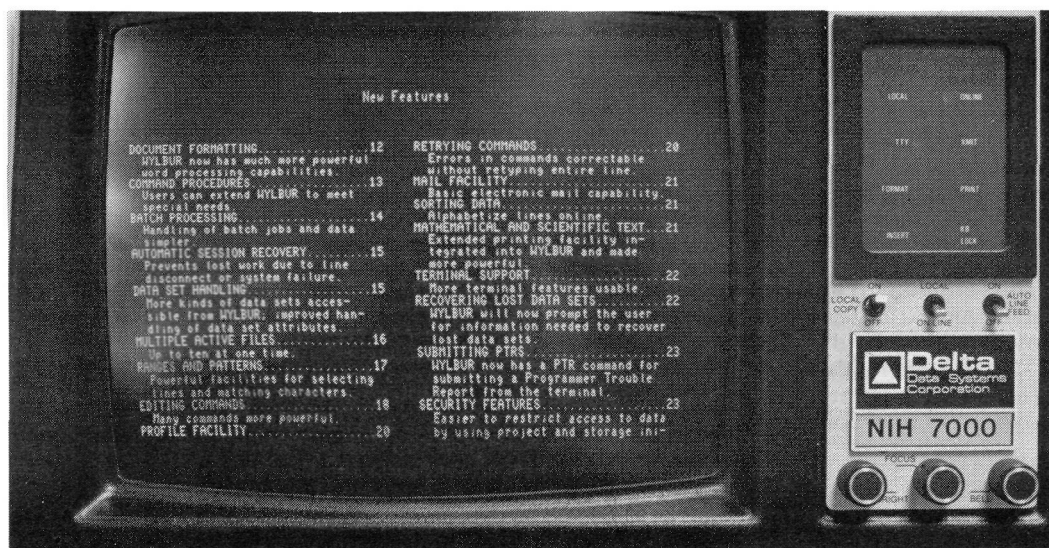 New Features
DOCUMENT FORMATTING..............12
WYLBUR now has much more powerful
word processing capabilities.
COMMAND PROCEDURES...............13
Users can extend WYLBUR to meet
special needs
BATCH PROCESSING.................14
Handling of batch jobs and data
simpler.
AUTOMATIC SESSION RECOVERY.......15
Prevents lost work due to line
disconnect or system failure.
DATA SET HANDLING................15
More kinds of data sets acces-
sible from WYLBUR; improved han-
dling of data set attributes.
MULTIPLE ACTIVE FILES............16
Up to ten at one time.
RANGES AND PATTERNS..............17
Powerful facilities for selecting
lines and matching characters.
EDITING COMMANDS.................18
Many commands more powerful.
PROFILE FACILITY.................20
RETRYING COMMANDS................20
Errors in commands correctable
without retyping entire line.
MAIL FACILITY....................21
Basic electronic mail capability.
SORTING DATA.....................21
Alphabetize lines online.
MATHEMATICAL AND SCIENTIFIC TEXT...21
Extended printing facility in-
tegrated into WYLBUR and made
more powerful.
TERMINAL SUPPORT.................22
More terminal features usable.
RECOVERING LOST DATA SETS........22
WYLBUR will now prompt the user
for information needed to recover
lost data sets.
SUBMITTING PTRS..................23
WYLBUR now has a PTR command for
submitting a Programmer Trouble
Report from the terminal.
SECURITY FEATURES................23
Easier to restrict access to data
by using project and storage ini-
LOCAL ONLINE
TTY XMIT
FORMAT PRINT
INSERT KB
LOCK
ON LOCAL ON
LOCAL COPY AUTO LINE FEED
OFF ON-LINE OFF
Delta
Data Systems
Corporation
NIH 7000
FOCUS
RIGHT BELL